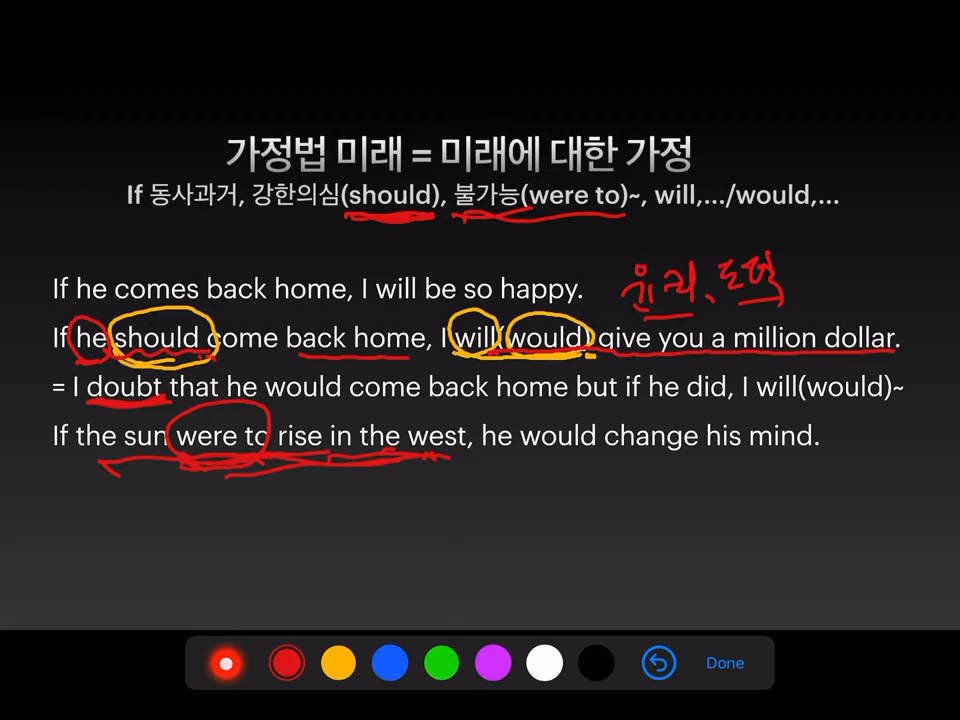 가정법 미래 = 미래에 대한 가정
If 동사과거, 강한의심(should), 불가능(were to)~, will,.../would,...
If he comes back home, I will be so happy.
윤리, 도덕
If he should come back home, I will(would) give you a million dollar.
= I doubt that he would come back home but if he did, I will(would)~
If the sun were to rise in the west, he would change his mind.
Done